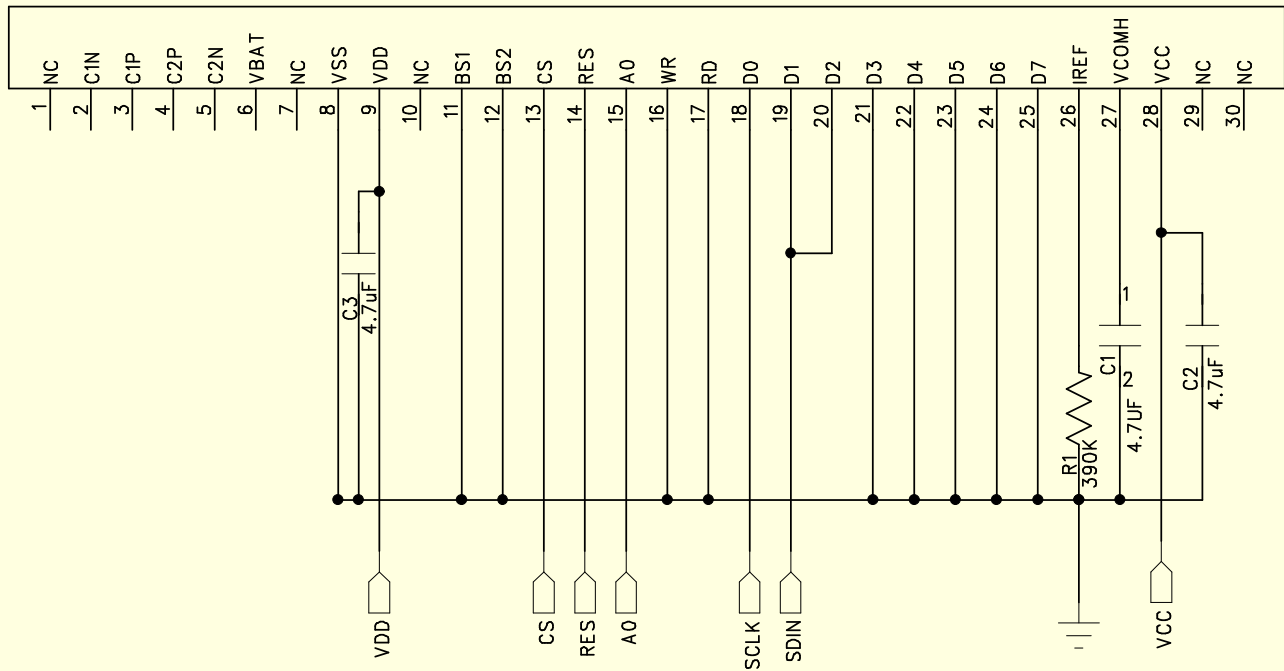 NC
C1N
C1P
C2P
C2N
VBAT
NC
VSS
VDD
NC
BS1
BS2
CS
RES
A0
WR
RD
D0
D1
D2
D3
D4
D5
D6
D7
IREF
VCOMH
VCC
NC
NC
1
2
3
4
5
6
7
8
9
10
11
12
13
14
15
16
17
18
19
20
21
22
23
24
25
26
27
28
29
30
C3
4.7uF
1
C1
2
4.7UF
C2
4.7uF
R1
390K
VDD
CS
RES
A0
SCLK
SDIN
VCC